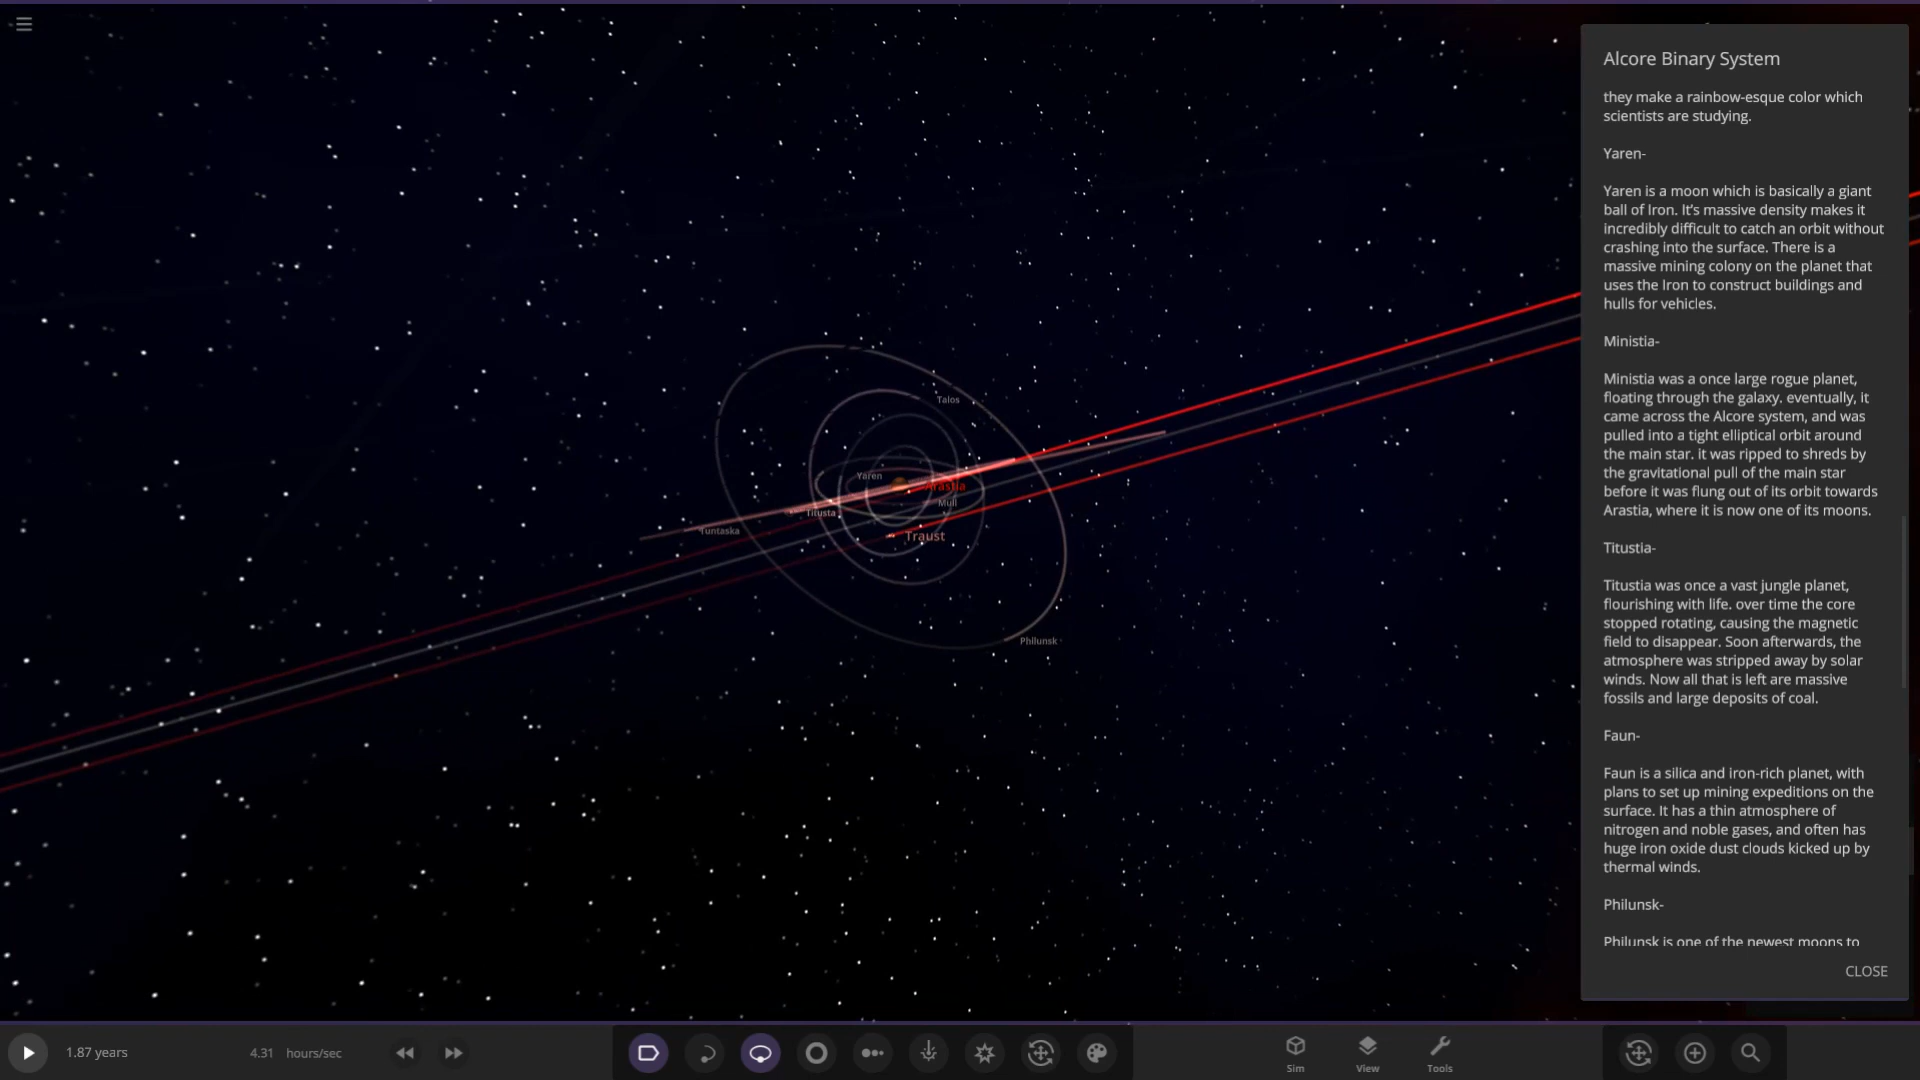 Alcore Binary System
they make a rainbow-esque color which
scientists are studying.
Yaren-
Yaren is a moon which is basically a giant
ball of Iron. It's massive density makes it
incredibly difficult to catch an orbit without
crashing into the surface. There is a
massive mining colony on the planet that
uses the Iron to construct buildings and
hulls for vehicles.
Ministia-
Ministia was a once large rogue planet,
floating through the galaxy. eventually, it
came across the Alcore system, and was
pulled into a tight elliptical orbit around
the main star. it was ripped to shreds by
the gravitational pull of the main star
before it was flung out of its orbit towards
Arastia, where it is now one of its moons.
Titustia-
Titustia was once a vast jungle planet,
flourishing with life. over time the core
stopped rotating, causing the magnetic
field to disappear. Soon afterwards, the
atmosphere was stripped away by solar
winds. Now all that is left are massive
fossils and large deposits of coal.
Faun-
Faun is a silica and iron-rich planet, with
plans to set up mining expeditions on the
surface. It has a thin atmosphere of
nitrogen and noble gases, and often has
huge iron oxide dust clouds kicked up by
thermal winds.
Philunsk-
Philunsk is one of the newest moons to
CLOSE
Talos
Yaren
Arastia
Mull
Titusta
Tuntaska
Traust
Philunsk
1.87 years
4.31 hours/sec
Sim
View
Tools